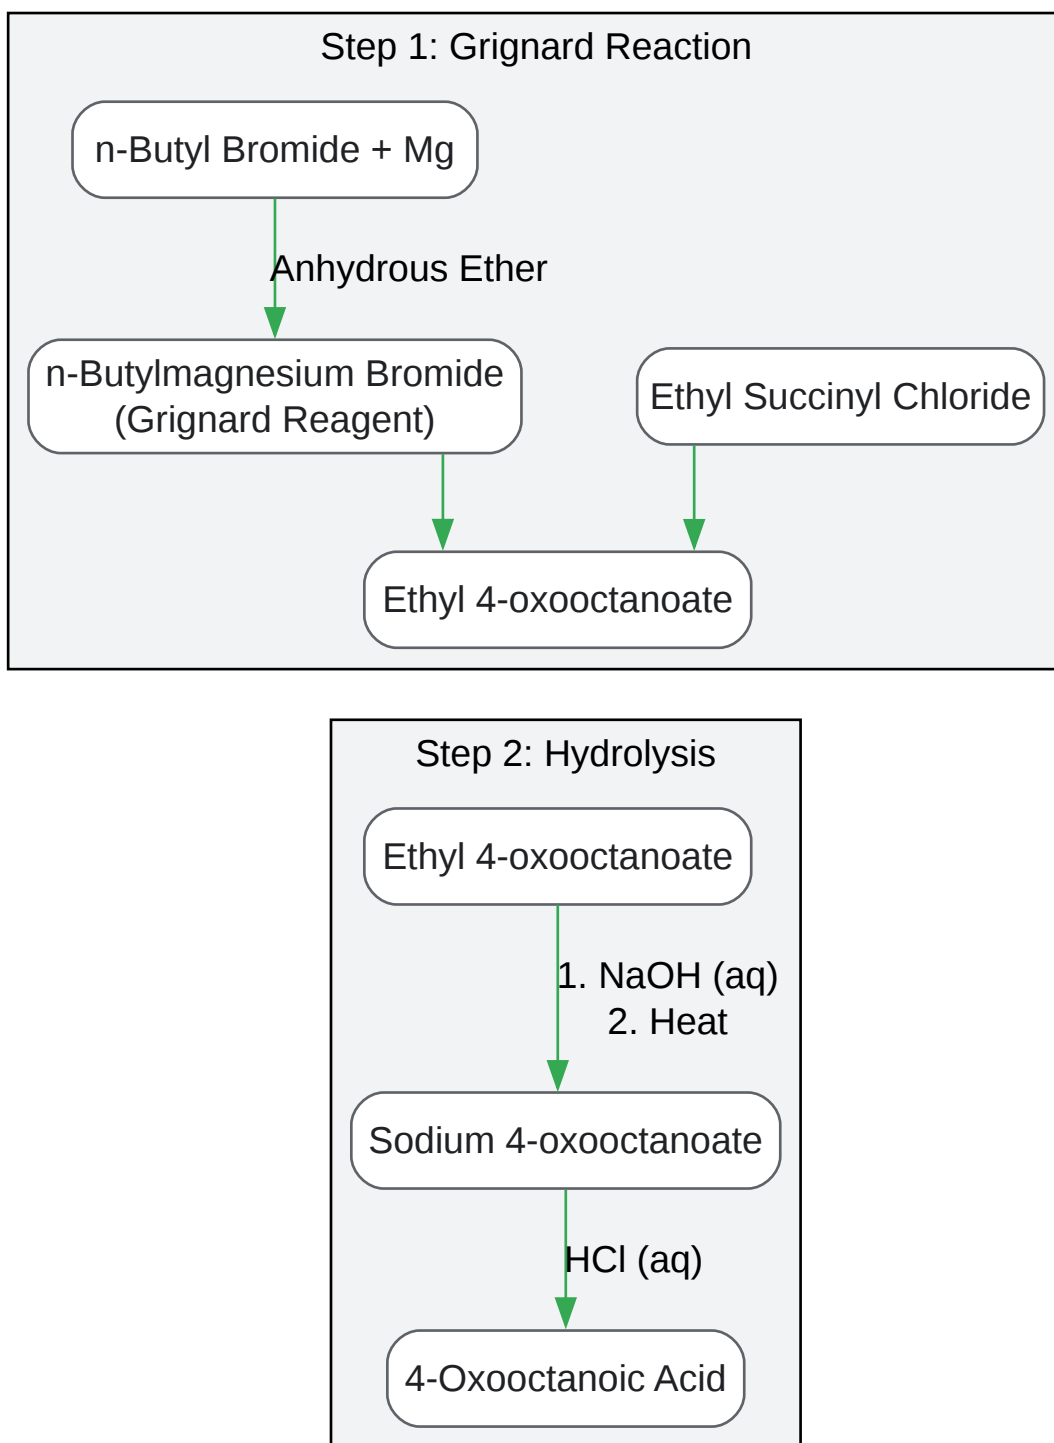 Step 1: Grignard Reaction
n-Butyl Bromide + Mg
Anhydrous Ether
n-Butylmagnesium Bromide
(Grignard Reagent)
Ethyl Succinyl Chloride
Ethyl 4-oxooctanoate
Step 2: Hydrolysis
Ethyl 4-oxooctanoate
1. NaOH (aq)
2. Heat
Sodium 4-oxooctanoate
HCl (aq)
4-Oxooctanoic Acid